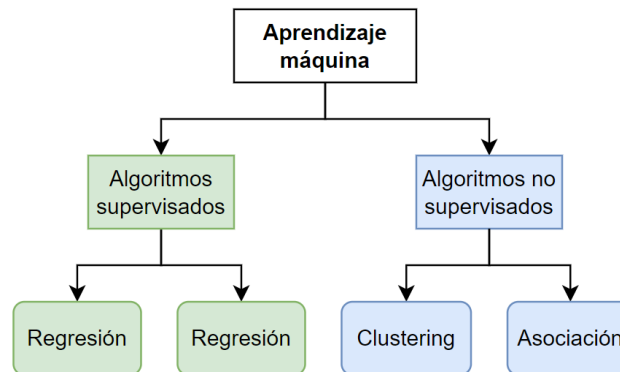 Aprendizaje
máquina
Algoritmos
supervisados
Algoritmos no
supervisados
Regresión
Regresión
Clustering
Asociación